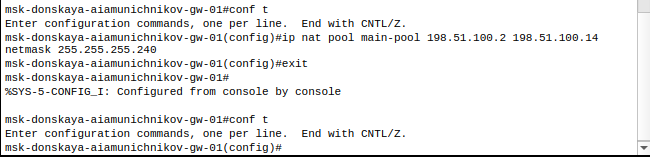 msk-donskaya-aiamunichnikov-gw-01#conf t
Enter configuration commands, one per line.  End with CNTL/Z.
msk-donskaya-aiamunichnikov-gw-01(config)#ip nat pool main-pool 198.51.100.2 198.51.100.14
netmask 255.255.255.240
msk-donskaya-aiamunichnikov-gw-01(config)#exit
msk-donskaya-aiamunichnikov-gw-01#
%SYS-5-CONFIG_I: Configured from console by console

msk-donskaya-aiamunichnikov-gw-01#conf t
Enter configuration commands, one per line.  End with CNTL/Z.
msk-donskaya-aiamunichnikov-gw-01(config)#